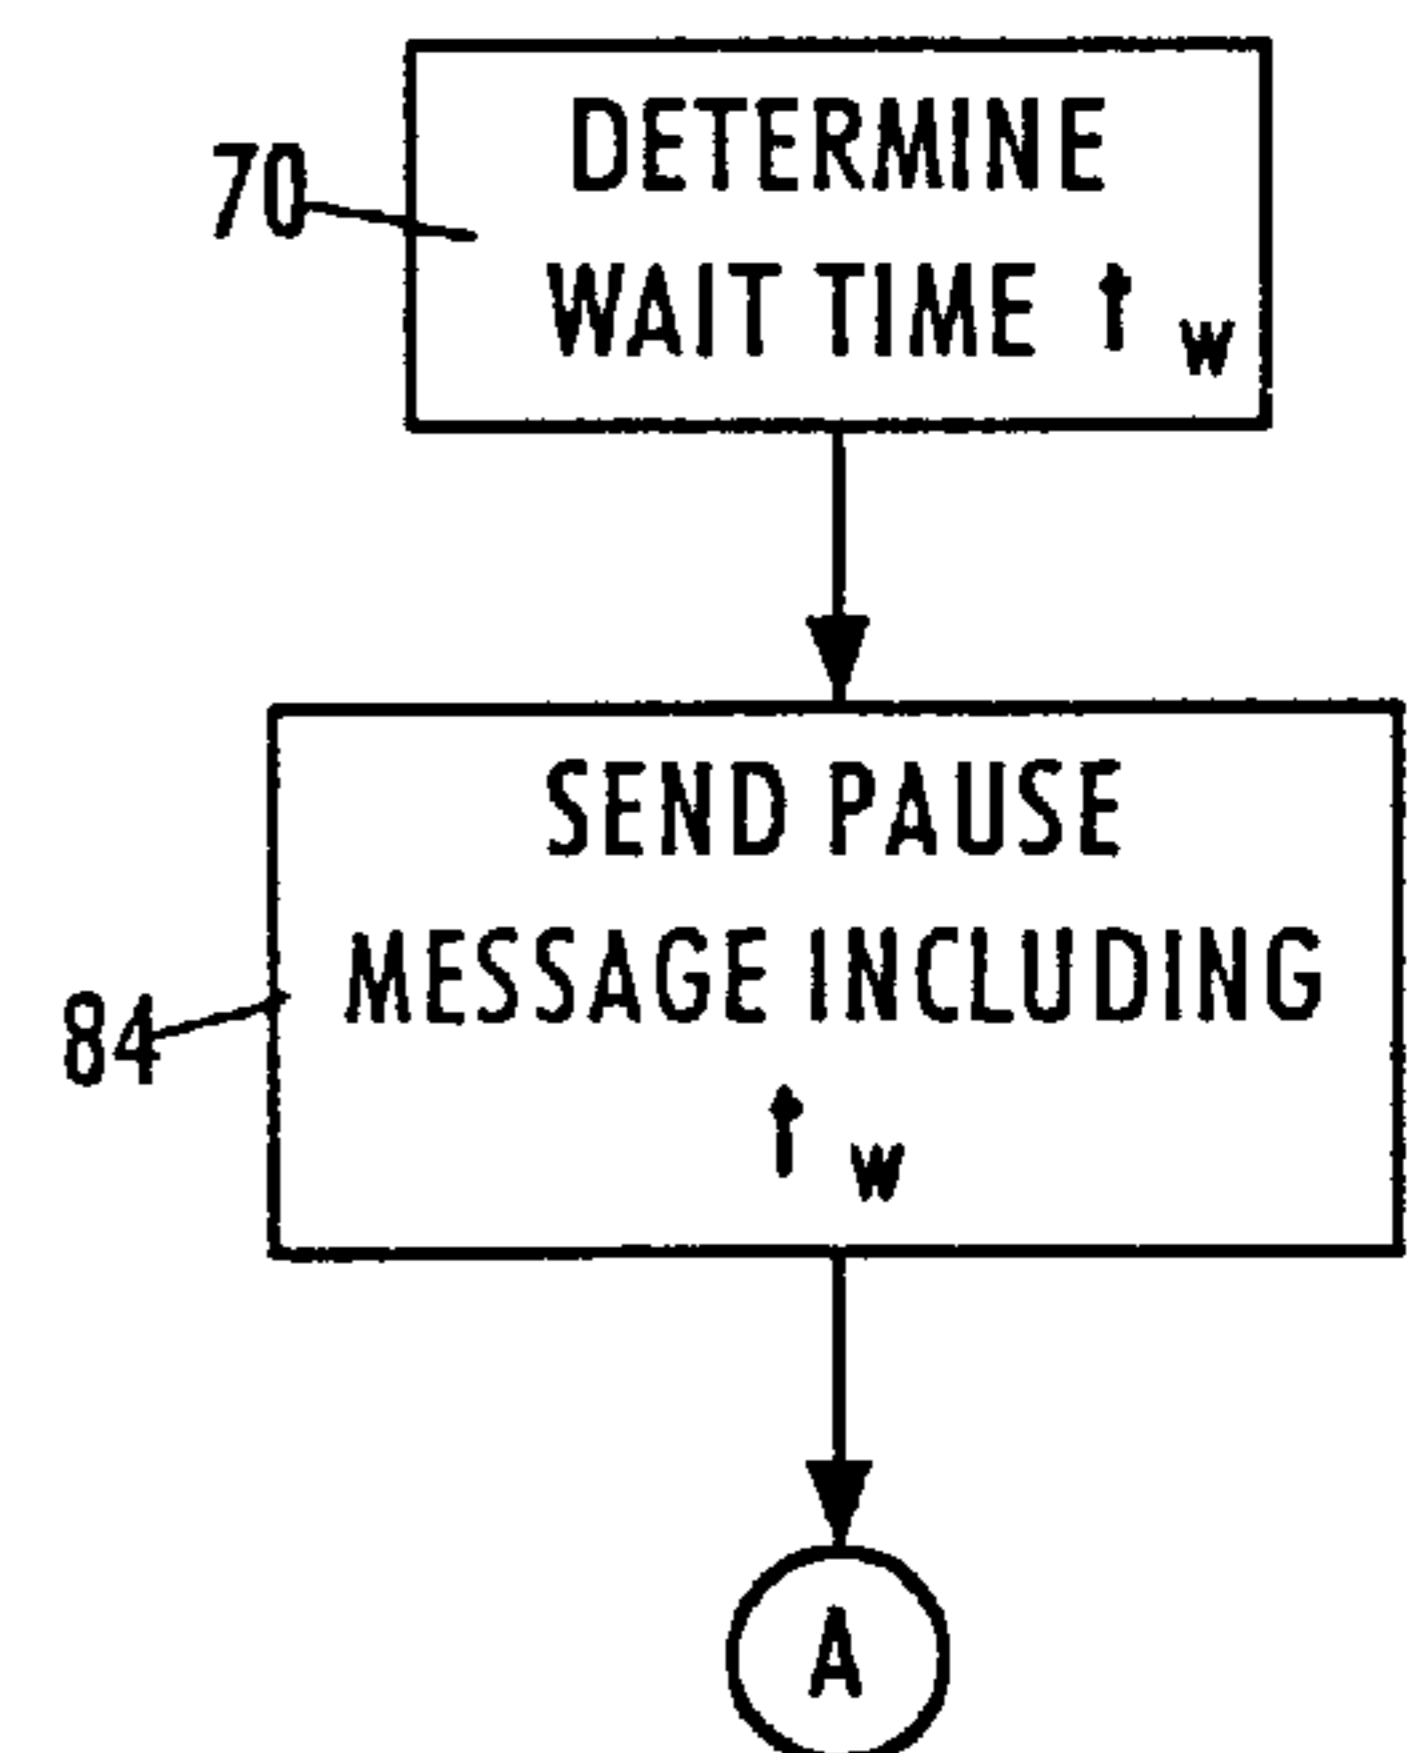 70
DETERMINE
WAIT TIME t w
84
SEND PAUSE
MESSAGE INCLUDING
t w
A